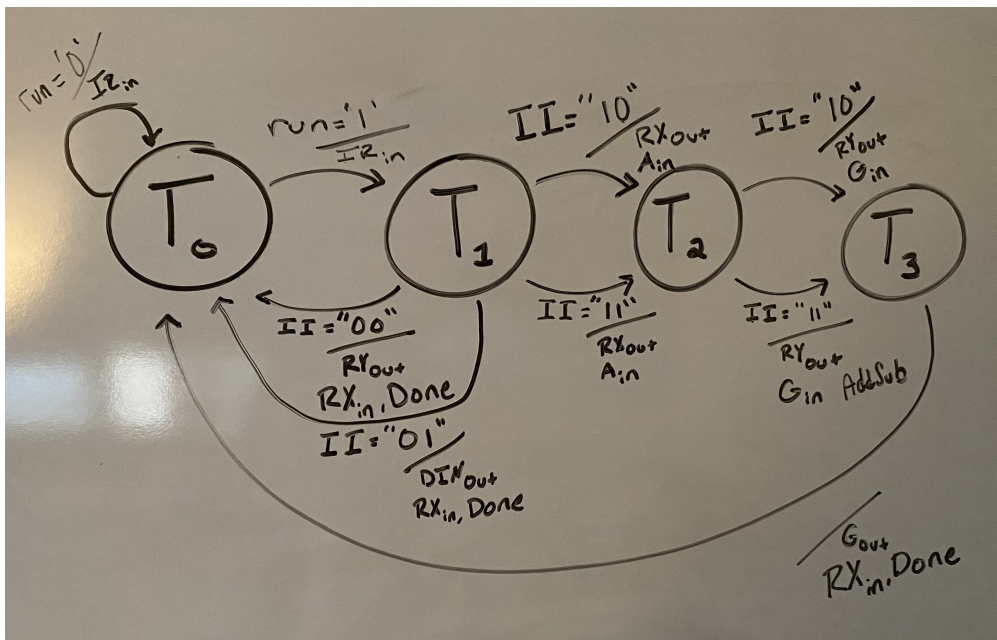 run='0'/
IRin
run='1'
IRin
II="10"/
RXout
Ain
II="10"/
RYout
Gin
T0
T1
T2
T3
II="00"/
RYout
RXin, Done
II="01"/
DINout
RXin, Done
II="11"/
RXout
Ain
II="11"/
RYout
Gin AddSub
/
Gout
RXin, Done